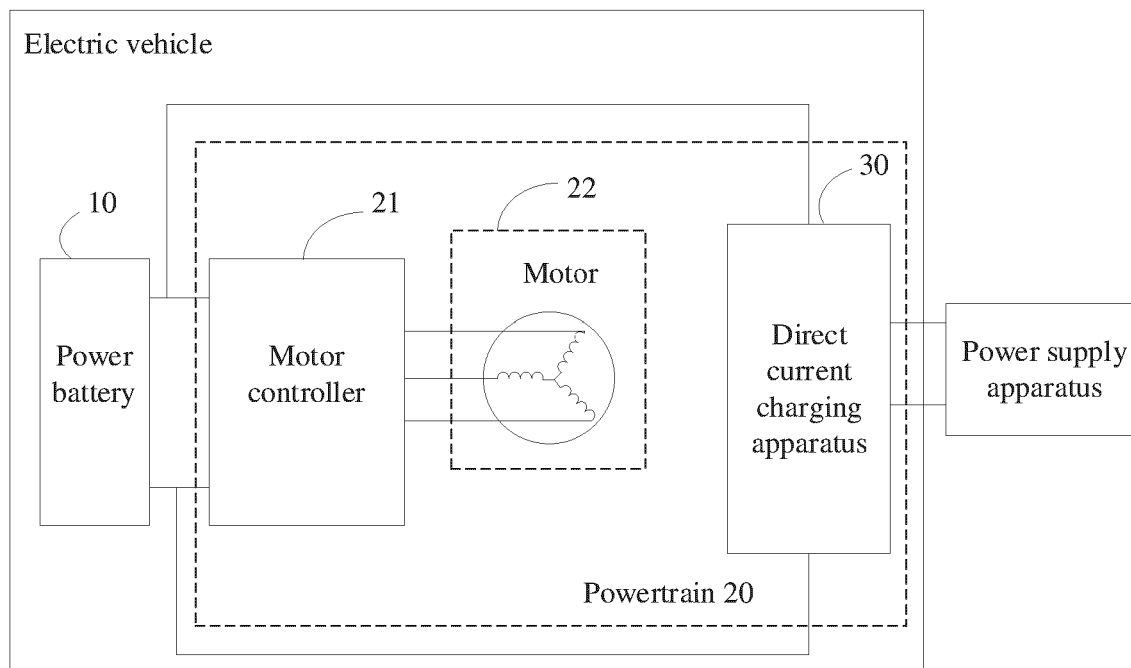 Electric vehicle
10
21
22
30
Motor
Power
battery
Motor
controller
Direct
current
charging
apparatus
Power supply
apparatus
Powertrain 20